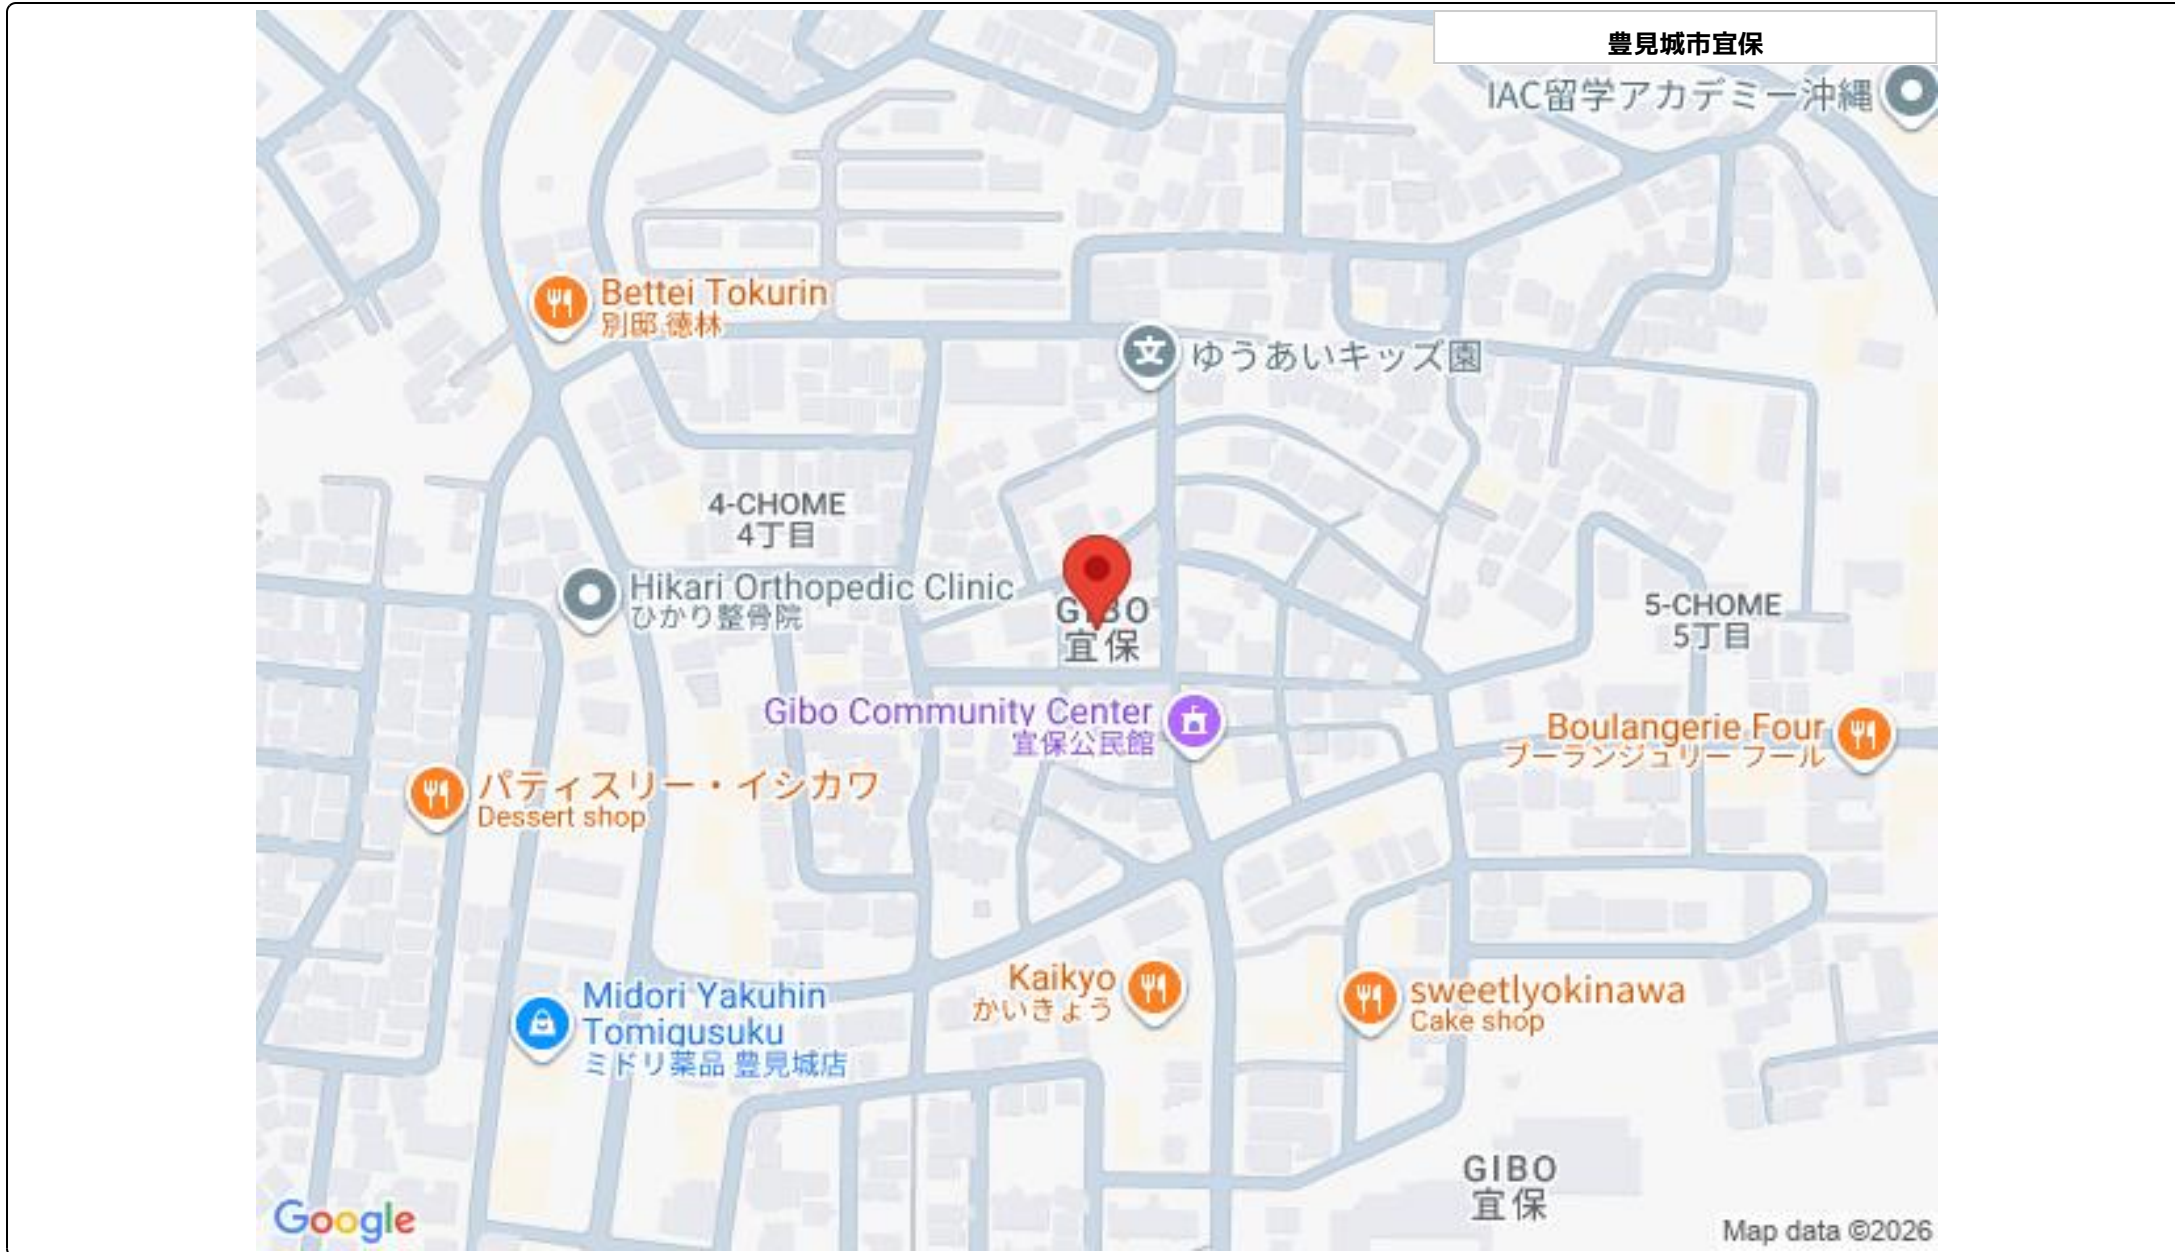 豊見城市宜保
IAC留学アカデミー沖縄
Bettei Tokurin
別邸 徳林
ゆうあいキッズ園
4-CHOME
4丁目
Hikari Orthopedic Clinic
ひかり整骨院
GIBO
宜保
5-CHOME
5丁目
Gibo Community Center
宜保公民館
Boulangerie Four
ブーランジュリー フール
パティスリー・イシカワ
Dessert shop
Kaikyo
かいきょう
sweetlyokinawa
Cake shop
Midori Yakuhin
Tomigusuku
ミドリ薬品 豊見城店
GIBO
宜保
Google
Map data ©2026